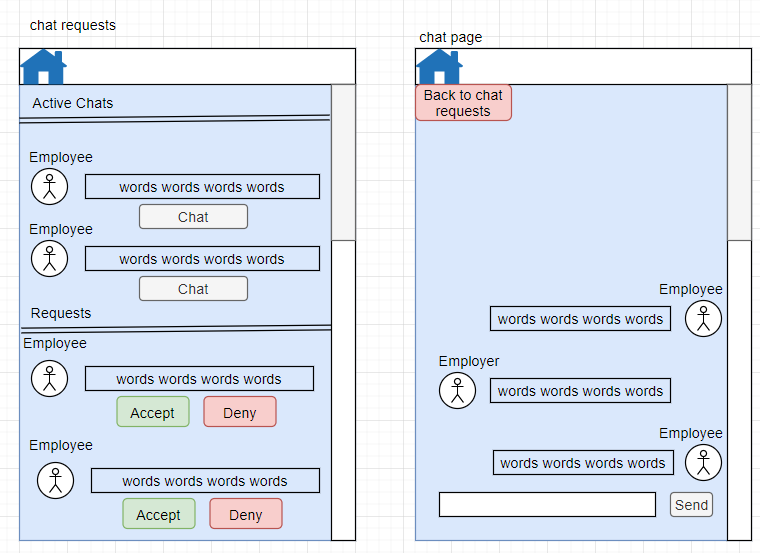 chat requests
Active Chats
Employee
words words words words
Chat
Employee
words words words words
Chat
Requests
Employee
words words words words
Accept
Deny
Employee
words words words words
Accept
Deny
chat page
Back to chat
requests
Employee
words words words words
Employer
words words words words
Employee
words words words words
Send